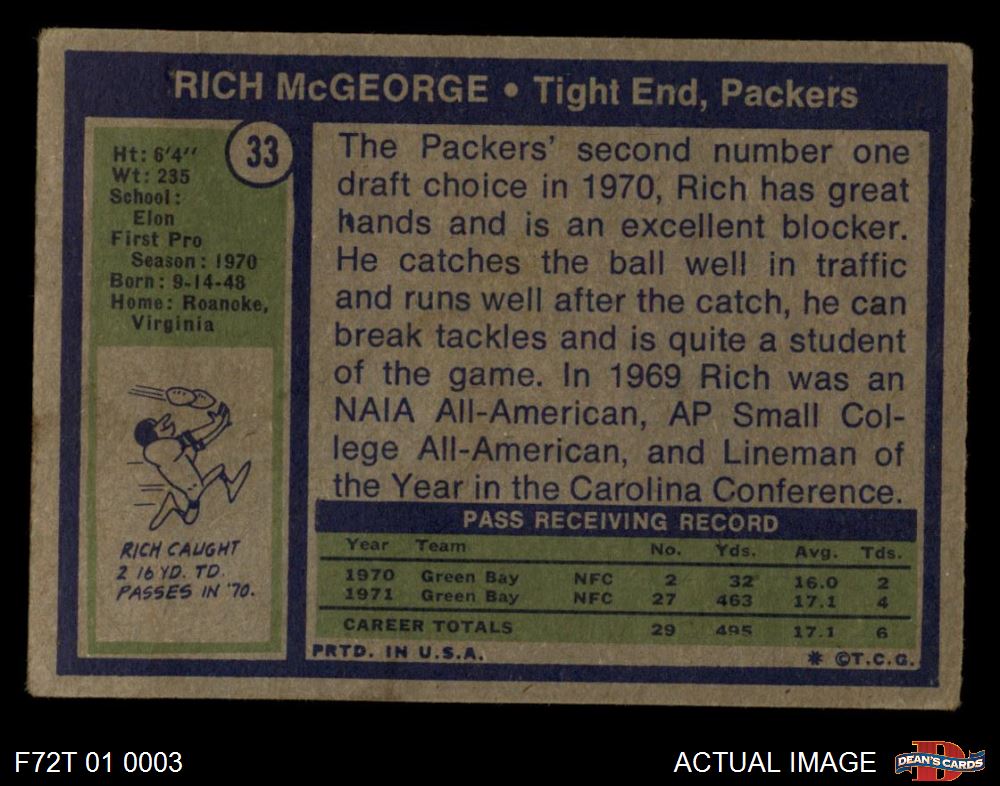 RICH McGEORGE • Tight End, Packers
33
Ht: 6'4''
Wt: 235
School:
Elon
First Pro
Season: 1970
Born: 9-14-48
Home: Roanoke,
Virginia
RICH CAUGHT
2 16 YD. TD.
PASSES IN '70.
The Packers' second number one
draft choice in 1970, Rich has great
hands and is an excellent blocker.
He catches the ball well in traffic
and runs well after the catch, he can
break tackles and is quite a student
of the game. In 1969 Rich was an
NAIA All-American, AP Small Col-
lege All-American, and Lineman of
the Year in the Carolina Conference.
PASS RECEIVING RECORD
Year Team No. Yds. Avg. Tds.
1970 Green Bay NFC 2 32 16.0 2
1971 Green Bay NFC 27 463 17.1 4
CAREER TOTALS 29 495 17.1 6
PRTD. IN U.S.A. * ©T.C.G.
F72T 01 0003
ACTUAL IMAGE
D
DEAN'S CARDS